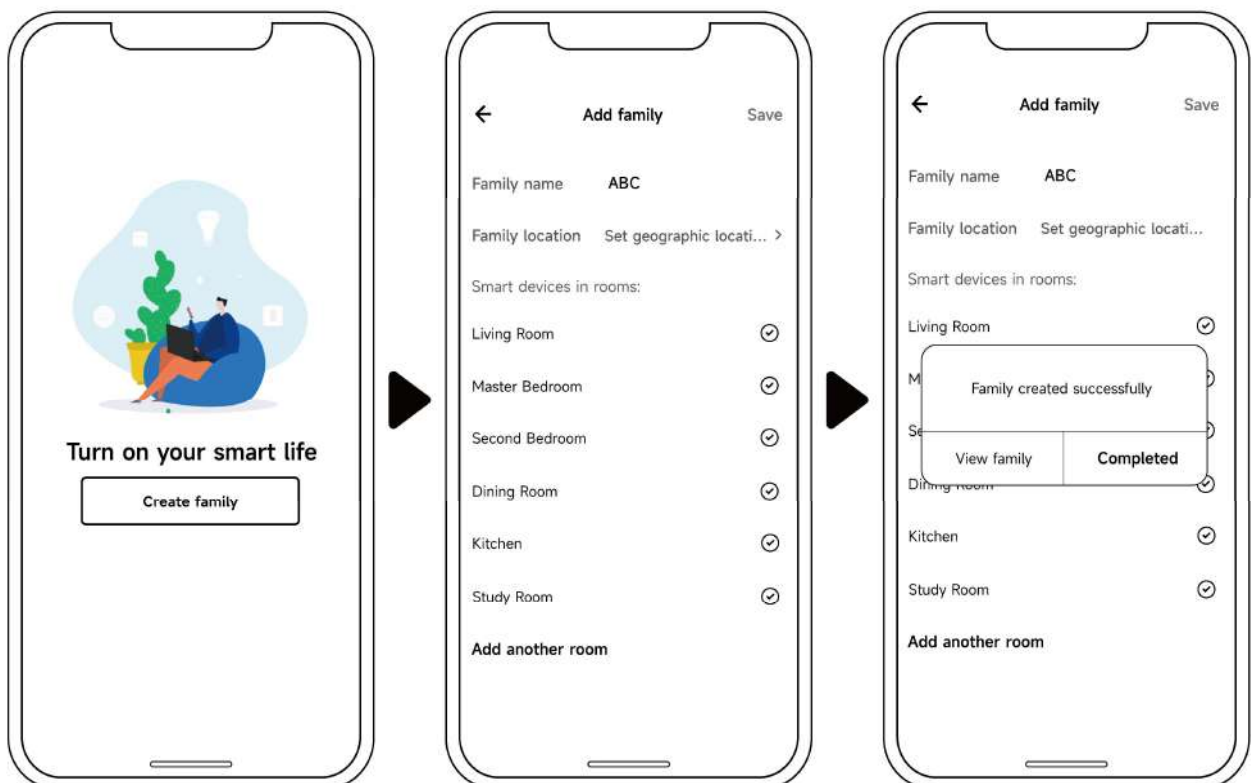 Turn on your smart life
Create family
Add family Save
Family name ABC
Family location Set geographic locati... >
Smart devices in rooms:
Living Room
Master Bedroom
Second Bedroom
Dining Room
Kitchen
Study Room
Add another room
Add family Save
Family name ABC
Family location Set geographic locati...
Smart devices in rooms:
Living Room
Family created successfully
View family Completed
Kitchen
Study Room
Add another room